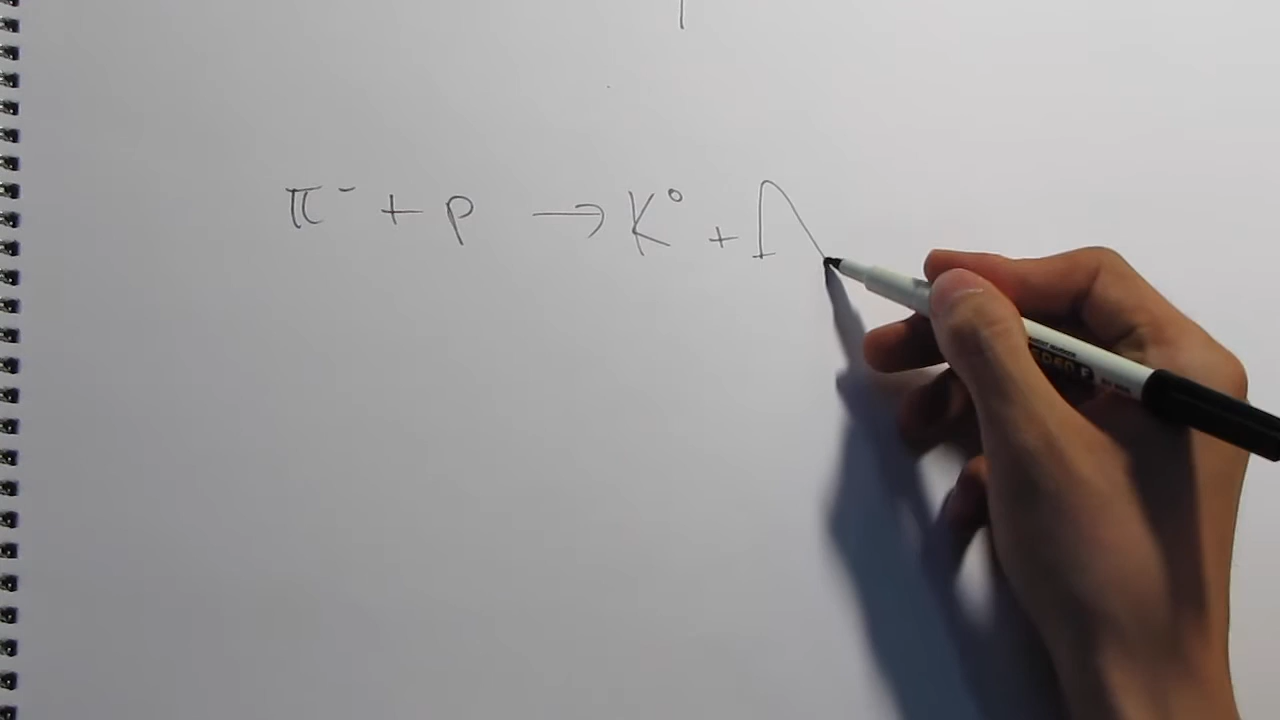 π⁻ + p → K⁰ + Λ